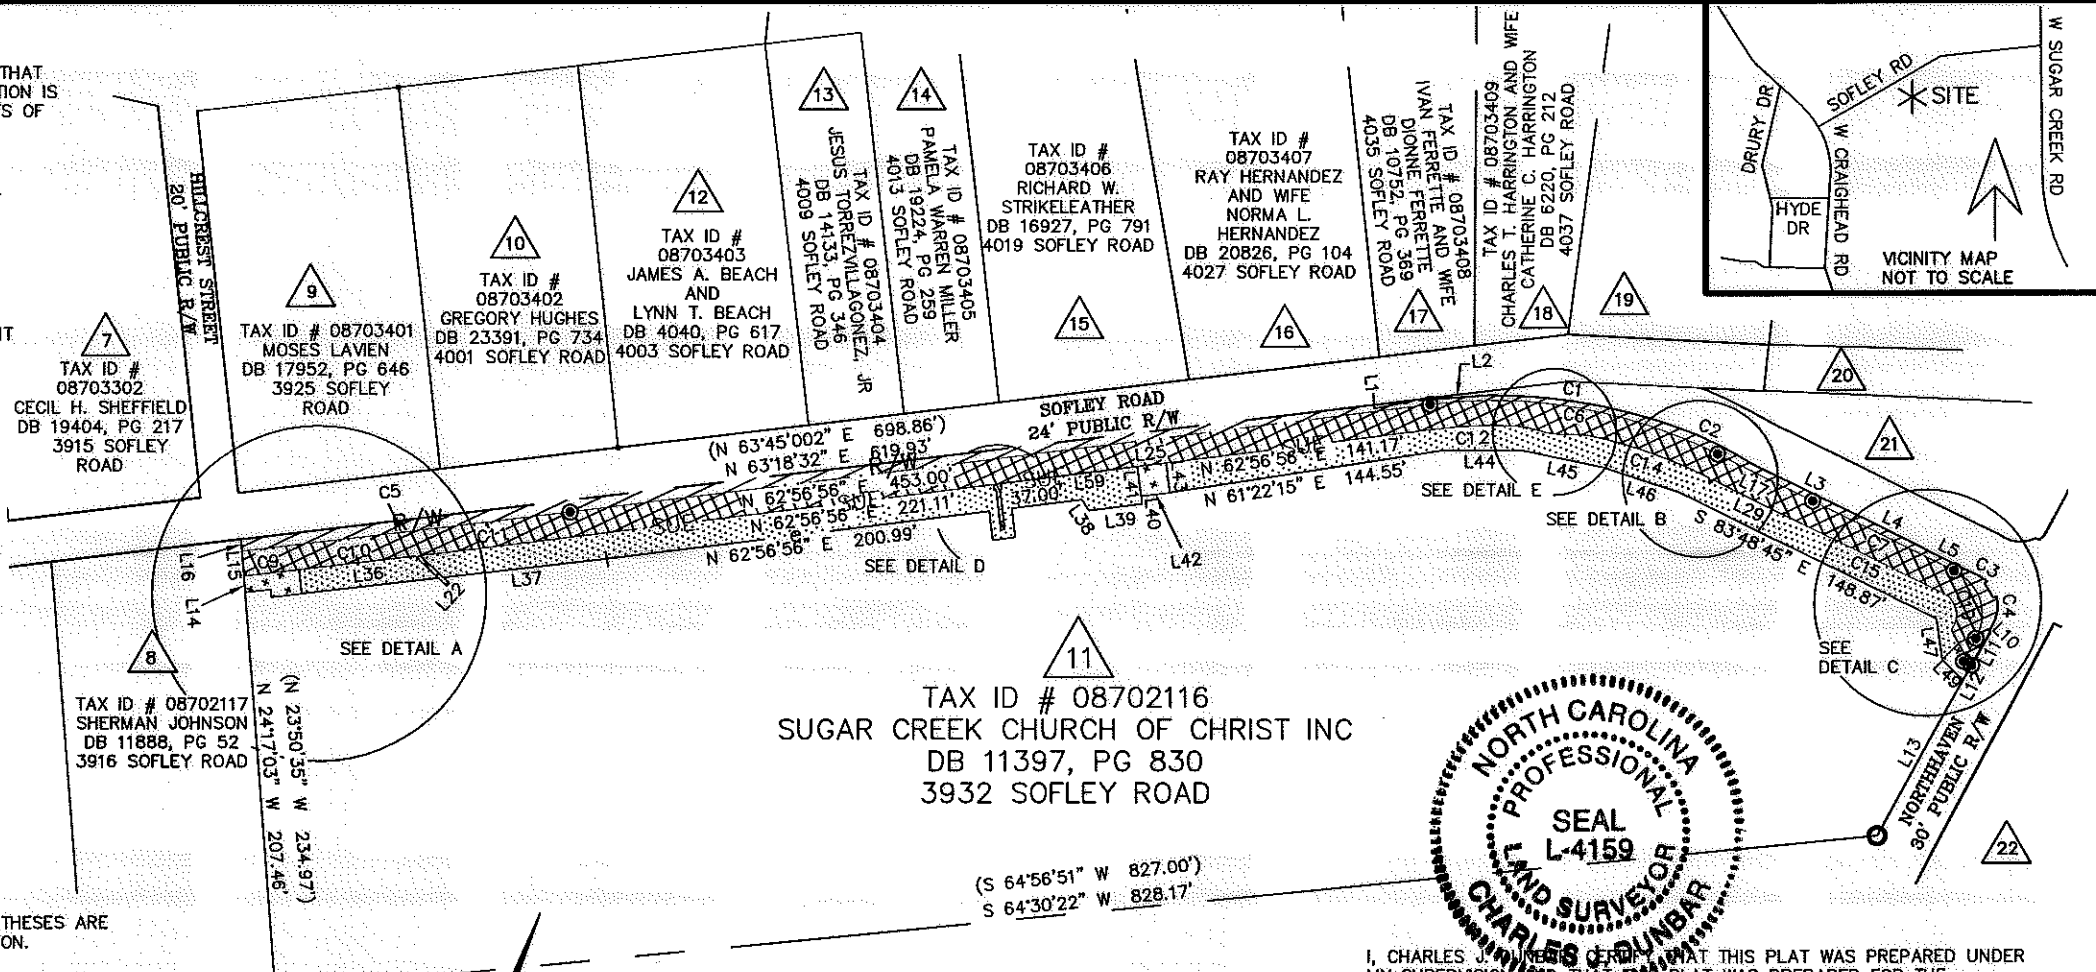 THAT
TION IS
S OF
HILLCREST STREET
20' PUBLIC R/W
7
TAX ID #
08703302
CECIL H. SHEFFIELD
DB 19404, PG 217
3915 SOFLEY
ROAD
9
TAX ID # 08703401
MOSES LAVIEN
DB 17952, PG 646
3925 SOFLEY
ROAD
10
TAX ID #
08703402
GREGORY HUGHES
DB 23391, PG 734
4001 SOFLEY ROAD
12
TAX ID #
08703403
JAMES A. BEACH
AND
LYNN T. BEACH
DB 4040, PG 617
4003 SOFLEY ROAD
13
TAX ID # 08703404
JESUS TORREZVILLAGONEZ, JR
DB 14133, PG 346
4009 SOFLEY ROAD
14
TAX ID # 08703405
PAMELA WARREN MILLER
DB 19224, PG 259
4013 SOFLEY ROAD
TAX ID #
08703406
RICHARD W.
STRIKELEATHER
DB 16927, PG 791
4019 SOFLEY ROAD
15
TAX ID #
08703407
RAY HERNANDEZ
AND WIFE
NORMA L.
HERNANDEZ
DB 20826, PG 104
4027 SOFLEY ROAD
16
TAX ID # 08703408
IVAN FERRETTE AND WIFE
DIONNE FERRETTE
DB 10752, PG 369
4035 SOFLEY ROAD
17
TAX ID # 08703409
CHARLES T. HARRINGTON AND WIFE
CATHERINE C. HARRINGTON
DB 6220, PG 212
4037 SOFLEY ROAD
18
19
20
21
22
DRURY DR
SOFLEY RD
SITE
W SUGAR CREEK RD
W CRAIGHEAD RD
HYDE
DR
VICINITY MAP
NOT TO SCALE
SOFLEY ROAD
24' PUBLIC R/W
(N 63°45'002" E 698.86')
N 63°18'32" E 619.93'
R/W
N 62°56'56" E 453.00'
N 62°56'56" E 221.11'
N 62°56'56" E 200.99'
37.00'
N 62°56'56" E 141.17'
N 61°22'15" E 144.55'
S 83°48'45" E 148.87'
SUE
SUE
SUE
SUE
R/W
C5
C9
C10
C11
L16
L15
L14
L36
L22
L37
L59
L25
L41
L43
L38
L39
L40
L42
L1
L2
C1
C6
C12
L44
L45
C14
L46
C2
L17
L29
L3
L4
C7
C15
L5
C3
C4
L10
L11
L12
L47
L49
L13
SEE DETAIL A
SEE DETAIL D
SEE DETAIL E
SEE DETAIL B
SEE
DETAIL C
8
TAX ID # 08702117
SHERMAN JOHNSON
DB 11888, PG 52
3916 SOFLEY ROAD
(N 23°50'35" W 234.97')
N 24°17'03" W 207.46'
11
TAX ID # 08702116
SUGAR CREEK CHURCH OF CHRIST INC
DB 11397, PG 830
3932 SOFLEY ROAD
(S 64°56'51" W 827.00')
S 64°30'22" W 828.17'
NORTHHAVEN
30' PUBLIC R/W
NORTH CAROLINA
PROFESSIONAL
SEAL
L-4159
LAND SURVEYOR
CHARLES J. DUNBAR
THESES ARE
ON.
I, CHARLES J. DUNBAR CERTIFY THAT THIS PLAT WAS PREPARED UNDER